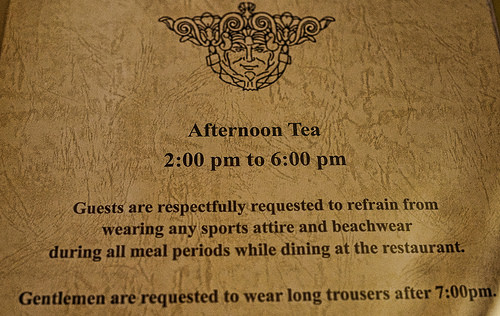 Afternoon Tea
2:00 pm to 6:00 pm
Guests are respectfully requested to refrain from
wearing any sports attire and beachwear
during all meal periods while dining at the restaurant.
Gentlemen are requested to wear long trousers after 7:00pm.